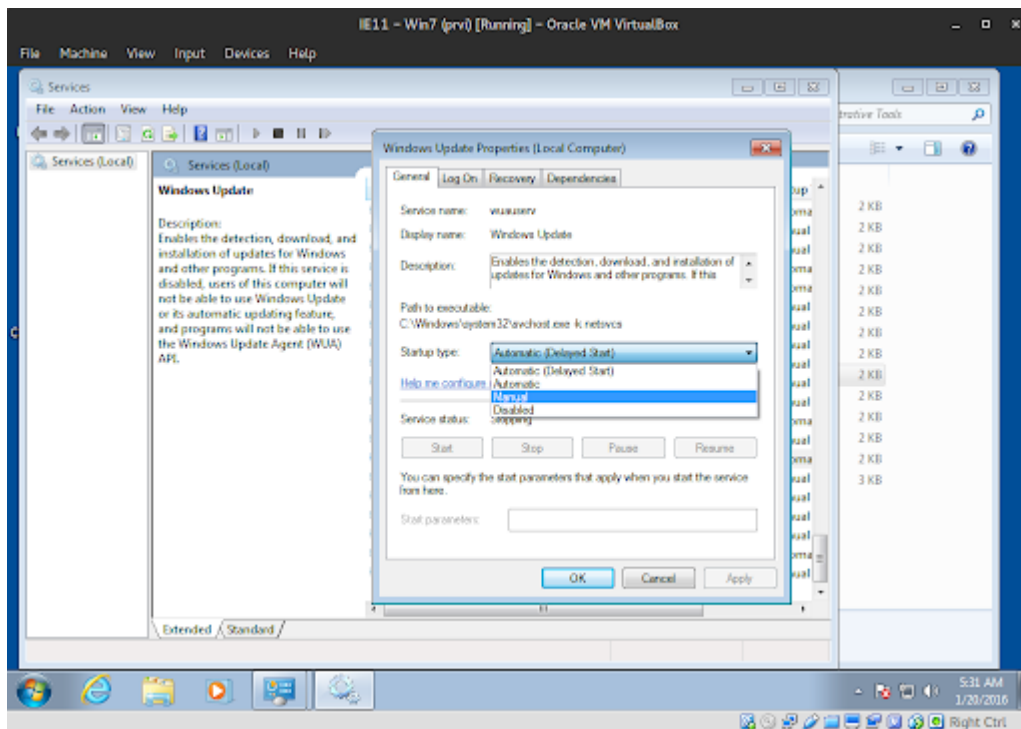 IE11 – Win7 (prvi) [Running] – Oracle VM VirtualBox
File Machine View Input Devices Help
Services
File Action View Help
Services (Local)
Services (Local)
Windows Update
Description:
Enables the detection, download, and
installation of updates for Windows
and other programs. If this service is
disabled, users of this computer will
not be able to use Windows Update
or its automatic updating feature,
and programs will not be able to use
the Windows Update Agent (WUA)
API.
Extended Standard
Windows Update Properties (Local Computer)
General Log On Recovery Dependencies
Service name: wuauserv
Display name: Windows Update
Description: Enables the detection, download, and installation of
updates for Windows and other programs. If this
Path to executable:
C:\Windows\system32\svchost.exe -k netsvcs
Startup type: Automatic (Delayed Start)
Automatic (Delayed Start)
Help me configure Automatic
Manual
Disabled
Service status: Stopping
Start Stop Pause Resume
You can specify the start parameters that apply when you start the service
from here.
Start parameters:
OK Cancel Apply
trative Tools
2 KB
2 KB
2 KB
2 KB
2 KB
2 KB
2 KB
2 KB
2 KB
2 KB
2 KB
2 KB
2 KB
3 KB
5:31 AM
1/20/2016
Right Ctrl